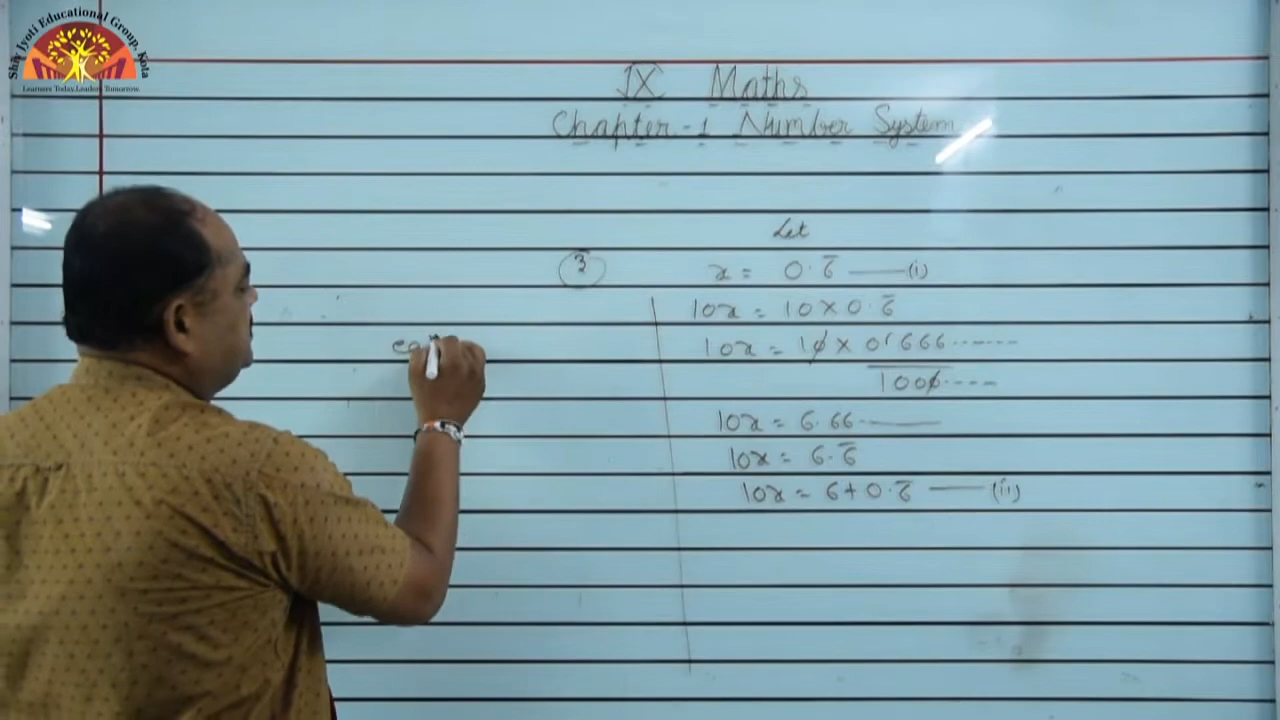 Shiv Jyoti Educational Group, Kota
Learners Today.Leaders Tomorrow.
IX Maths
Chapter-1 Number System
Let
3
x = 0.6̅ —— (i)
10x = 10 × 0.6̅
10x = 10 × 0.666 ------
1000 ----
10x = 6.66 ———
10x = 6.6̅
10x = 6 + 0.6̅ —— (ii)